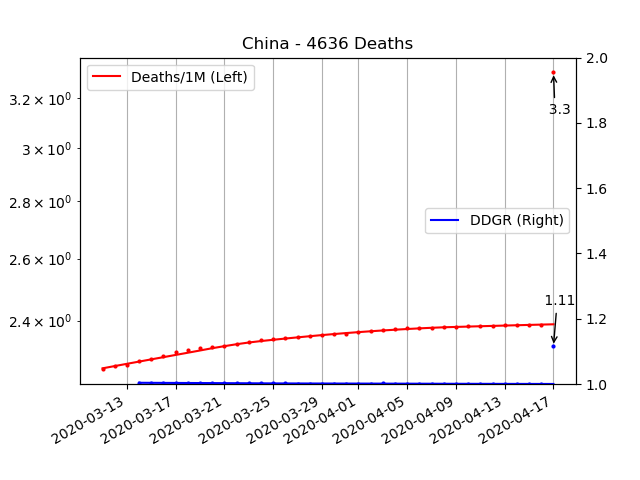 China - 4636 Deaths
Deaths/1M (Left)
DDGR (Right)
3.3
1.11
3.2 × 10⁰
3 × 10⁰
2.8 × 10⁰
2.6 × 10⁰
2.4 × 10⁰
2.0
1.8
1.6
1.4
1.2
1.0
2020-03-13
2020-03-17
2020-03-21
2020-03-25
2020-03-29
2020-04-01
2020-04-05
2020-04-09
2020-04-13
2020-04-17